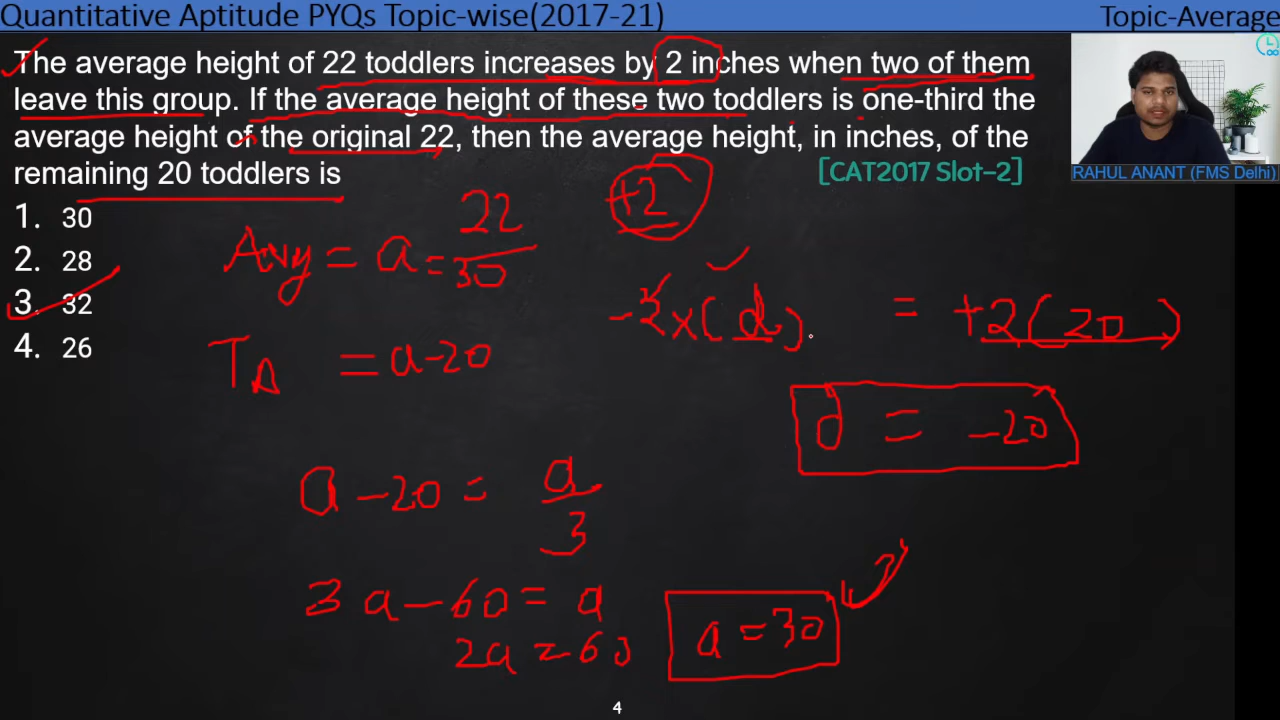 Quantitative Aptitude PYQs Topic-wise(2017-21)
Topic-Average
The average height of 22 toddlers increases by 2 inches when two of them
leave this group. If the average height of these two toddlers is one-third the
average height of the original 22, then the average height, in inches, of the
remaining 20 toddlers is
[CAT2017 Slot-2]
RAHUL ANANT (FMS Delhi)
1. 30
2. 28
3. 32
4. 26
+2
Avg = a = 22/30
-2 x (d) = +2(20)
= a-20
d = -20
a - 20 = a/3
3a - 60 = a
2a = 60
a = 30
4